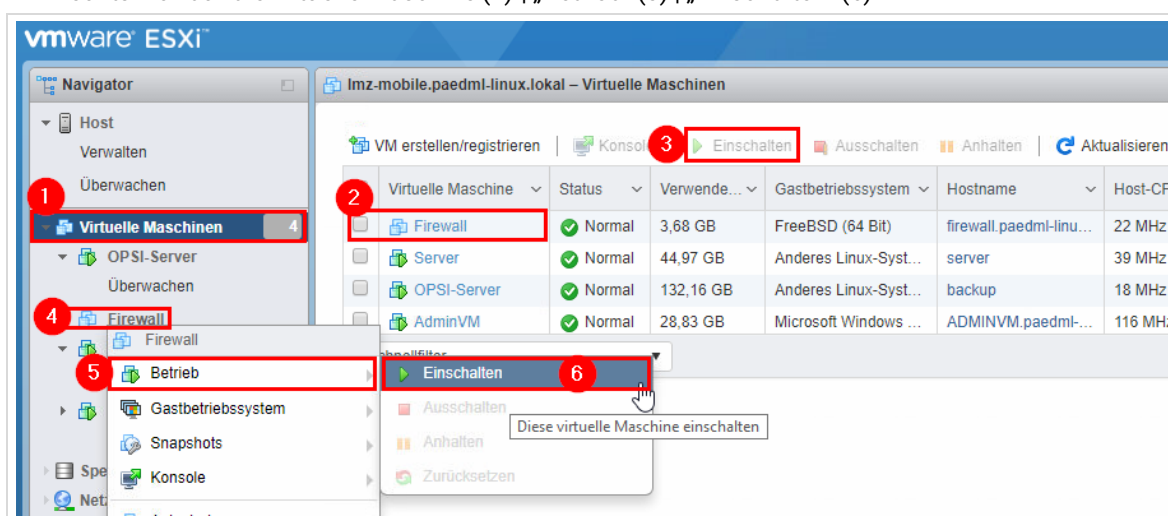 vmware ESXi™
Navigator
lmz-mobile.paedml-linux.lokal – Virtuelle Maschinen
Host
Verwalten
Überwachen
VM erstellen/registrieren Konsol 3 Einschalten Ausschalten Anhalten Aktualisieren
1
2 Virtuelle Maschine Status Verwende... Gastbetriebssystem Hostname Host-CP
Virtuelle Maschinen 4
Firewall Normal 3,68 GB FreeBSD (64 Bit) firewall.paedml-linu... 22 MHz
OPSI-Server
Server Normal 44,97 GB Anderes Linux-Syst... server 39 MHz
Überwachen
OPSI-Server Normal 132,16 GB Anderes Linux-Syst... backup 18 MHz
4 Firewall
AdminVM Normal 28,83 GB Microsoft Windows ... ADMINVM.paedml-... 116 MHz
Firewall
5 Betrieb
Einschalten 6
Gastbetriebssystem
Ausschalten
Diese virtuelle Maschine einschalten
Snapshots
Anhalten
Spe
Konsole
Zurücksetzen
Netz